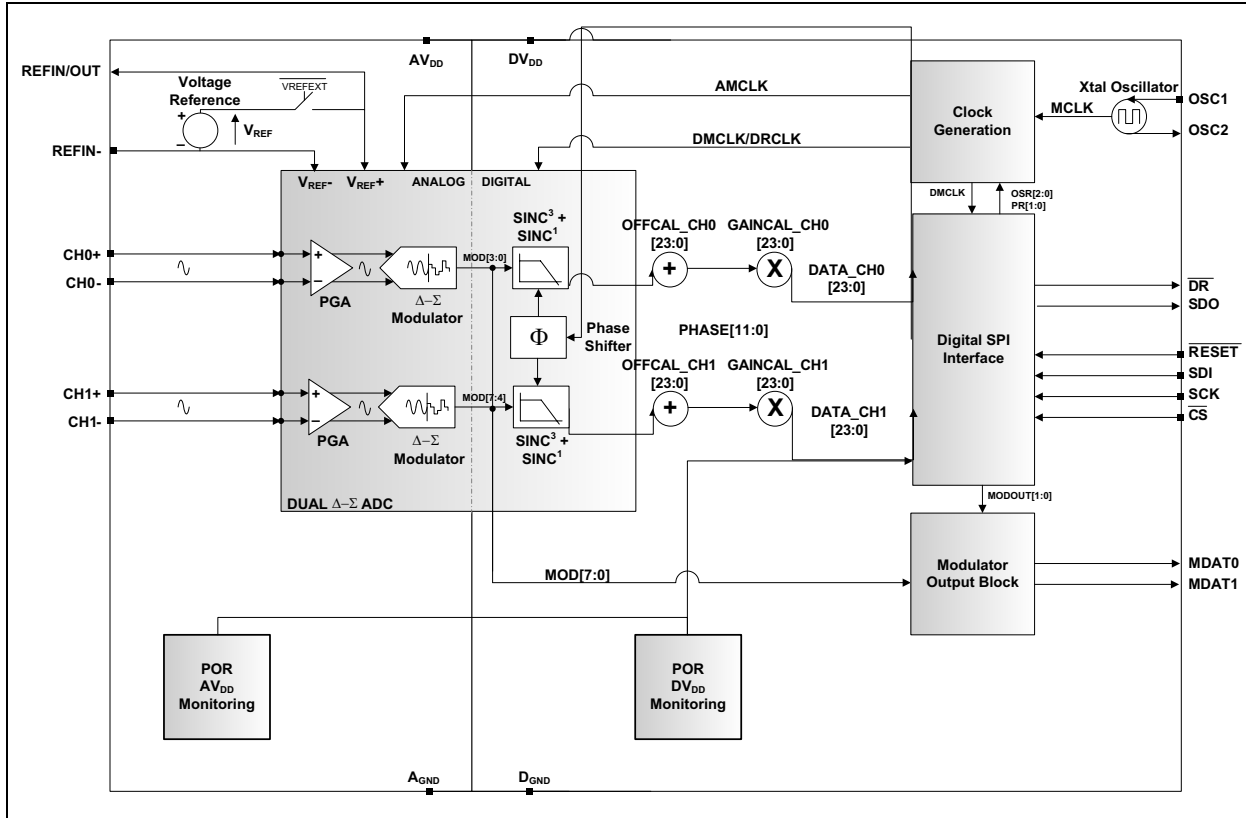 AVDD
DVDD
REFIN/OUT
Voltage
Reference
VREFEXT
+
−
VREF
REFIN-
AMCLK
DMCLK/DRCLK
Clock
Generation
Xtal Oscillator
MCLK
OSC1
OSC2
DMCLK
OSR[2:0]
PR[1:0]
VREF-
VREF+
ANALOG
DIGITAL
SINC3 +
SINC1
OFFCAL_CH0
[23:0]
GAINCAL_CH0
[23:0]
CH0+
CH0-
+
−
PGA
Δ−Σ
Modulator
MOD[3:0]
+
X
DATA_CH0
[23:0]
Φ
Phase
Shifter
PHASE[11:0]
Digital SPI
Interface
DR
SDO
RESET
SDI
SCK
CS
OFFCAL_CH1
[23:0]
GAINCAL_CH1
[23:0]
CH1+
CH1-
+
−
PGA
Δ−Σ
Modulator
MOD[7:4]
SINC3 +
SINC1
+
X
DATA_CH1
[23:0]
DUAL Δ−Σ ADC
MODOUT[1:0]
MOD[7:0]
Modulator
Output Block
MDAT0
MDAT1
POR
AVDD
Monitoring
POR
DVDD
Monitoring
AGND
DGND